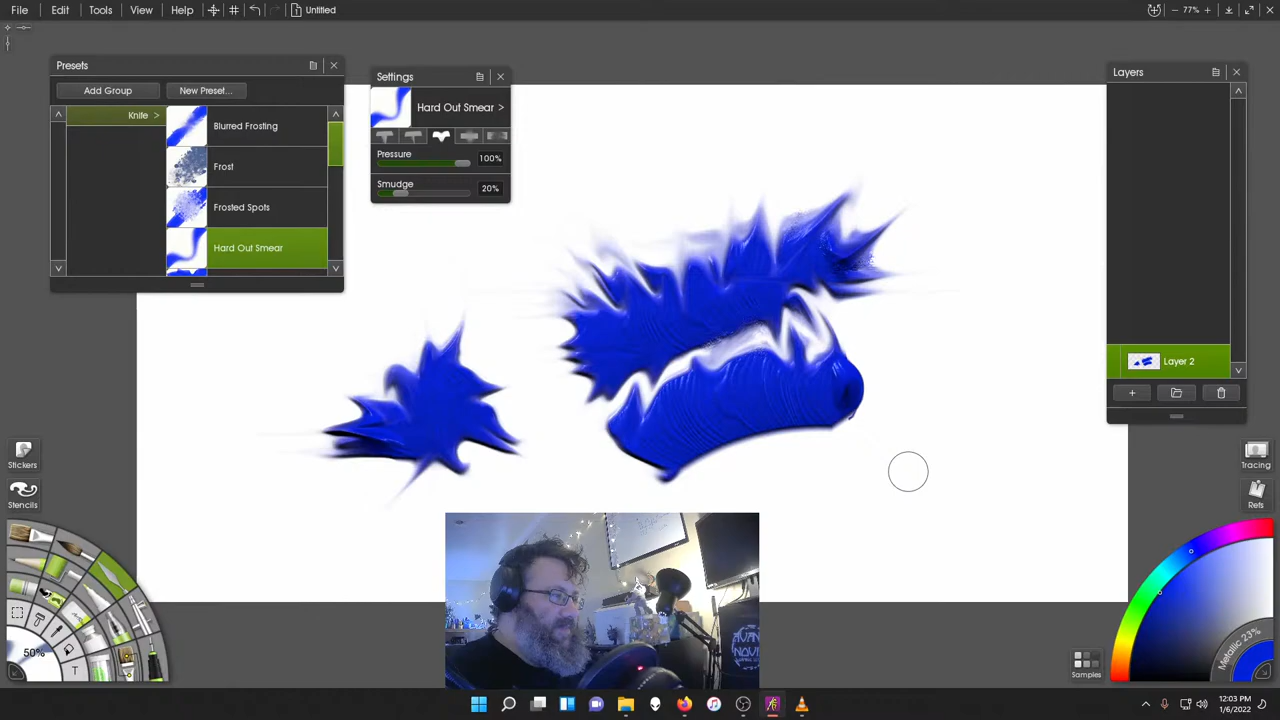 File Edit Tools View Help Untitled 77%
Presets
Add Group New Preset...
Knife >
Blurred Frosting
Frost
Frosted Spots
Hard Out Smear
Settings
Hard Out Smear >
Pressure 100%
Smudge 20%
Layers
Layer 2
Stickers
Stencils
50%
T
Tracing
Refs
Metallic 23%
Samples
12:03 PM
1/6/2022